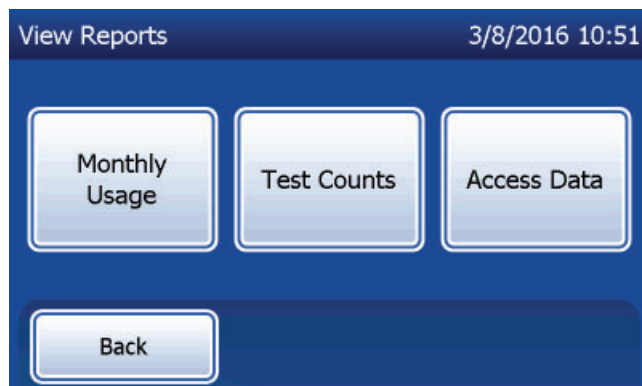 View Reports 3/8/2016 10:51
Monthly
Usage
Test Counts
Access Data
Back